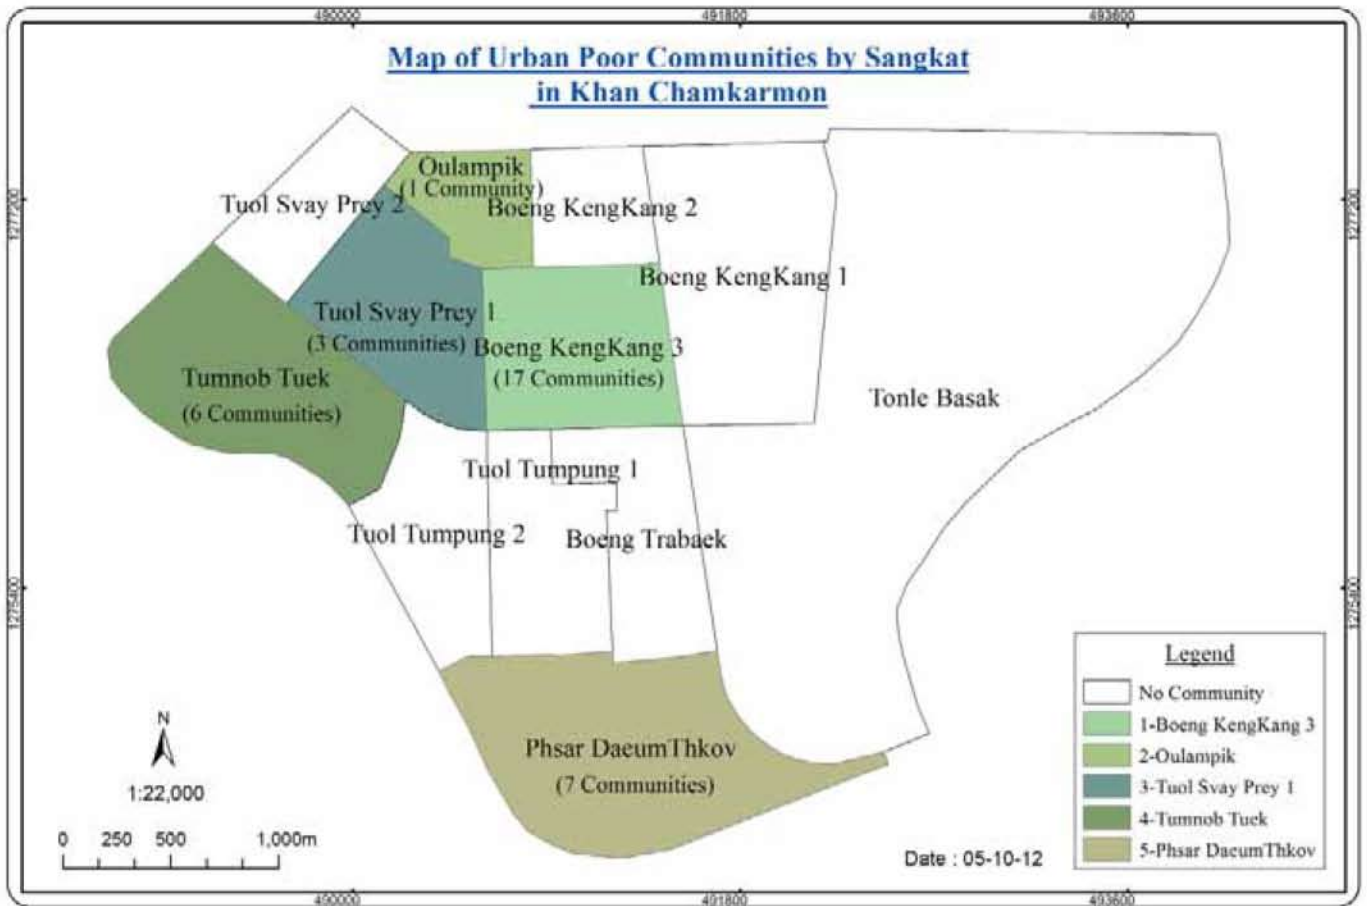 490000 491800 493600
Map of Urban Poor Communities by Sangkat
in Khan Chamkarmon
Oulampik
(1 Community)
Tuol Svay Prey 2
Boeng KengKang 2
1277200
1277200
Boeng KengKang 1
Tuol Svay Prey 1
(3 Communities)
Boeng KengKang 3
(17 Communities)
Tumnob Tuek
(6 Communities)
Tonle Basak
Tuol Tumpung 1
Tuol Tumpung 2
Boeng Trabaek
1275400
1275400
Phsar DaeumThkov
(7 Communities)
N
1:22,000
0 250 500 1,000m
Legend
No Community
1-Boeng KengKang 3
2-Oulampik
3-Tuol Svay Prey 1
4-Tumnob Tuek
5-Phsar DaeumThkov
Date : 05-10-12
490000 491800 493600